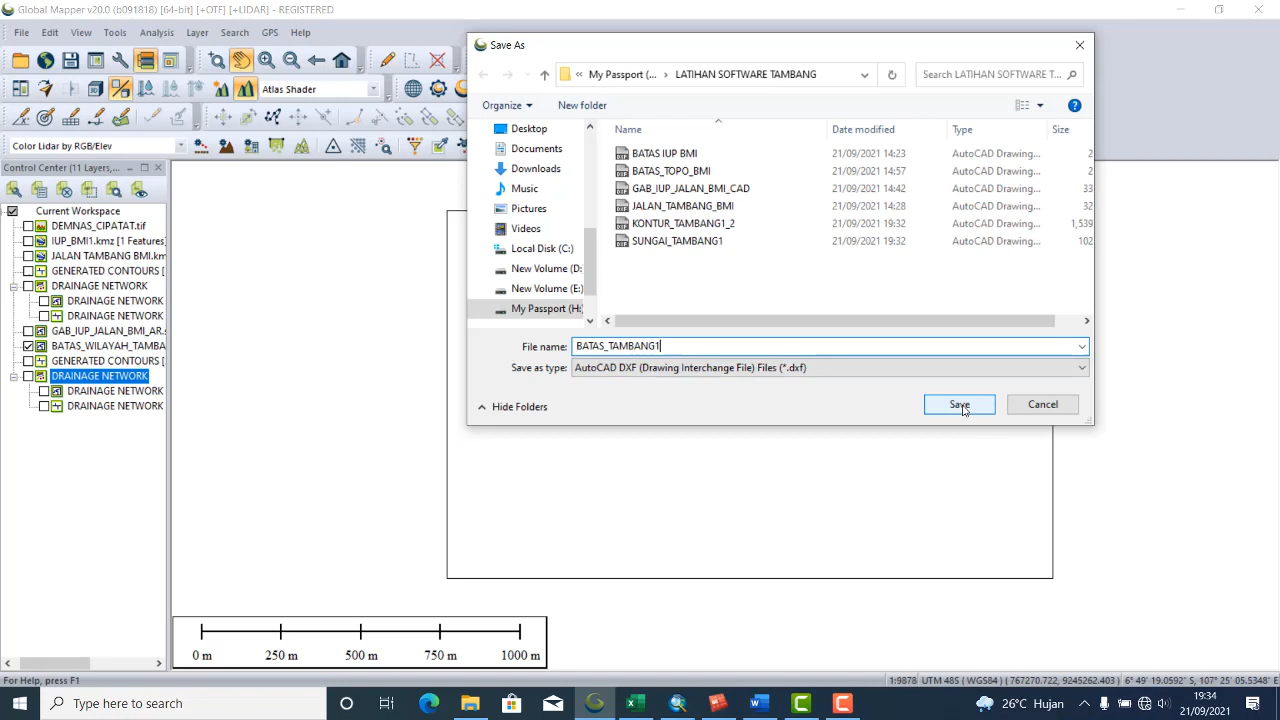 Global Mapper v20.0 (b091818) [64-bit] [+OTF] [+LIDAR] - REGISTERED
File Edit View Tools Analysis Layer Search GPS Help
Atlas Shader
Color Lidar by RGB/Elev
Control Center (11 Layers,...
Current Workspace
DEMNAS_CIPATAT.tif
IUP_BMI1.kmz [1 Features]
JALAN TAMBANG BMI.km
GENERATED CONTOURS [
DRAINAGE NETWORK
DRAINAGE NETWORK
DRAINAGE NETWORK
GAB_IUP_JALAN_BMI_AR.s
BATAS_WILAYAH_TAMBA
GENERATED CONTOURS [
DRAINAGE NETWORK
DRAINAGE NETWORK
DRAINAGE NETWORK
Save As
« My Passport (... › LATIHAN SOFTWARE TAMBANG
Search LATIHAN SOFTWARE T...
Organize
New folder
Desktop
Documents
Downloads
Music
Pictures
Videos
Local Disk (C:)
New Volume (D:
New Volume (E:)
My Passport (H:)
Name Date modified Type Size
BATAS IUP BMI 21/09/2021 14:23 AutoCAD Drawing... 2
BATAS_TOPO_BMI 21/09/2021 14:57 AutoCAD Drawing... 2
GAB_IUP_JALAN_BMI_CAD 21/09/2021 14:42 AutoCAD Drawing... 33
JALAN_TAMBANG_BMI 21/09/2021 14:28 AutoCAD Drawing... 32
KONTUR_TAMBANG1_2 21/09/2021 19:32 AutoCAD Drawing... 1,539
SUNGAI_TAMBANG1 21/09/2021 19:32 AutoCAD Drawing... 102
File name: BATAS_TAMBANG1
Save as type: AutoCAD DXF (Drawing Interchange File) Files (*.dxf)
Hide Folders
Save
Cancel
0 m 250 m 500 m 750 m 1000 m
For Help, press F1
1:9878 UTM 48S (WGS84) ( 767270.722, 9245262.403 ) 6° 49' 19.0592" S, 107° 25' 05.5348" E
Type here to search
26°C Hujan
19:34
21/09/2021